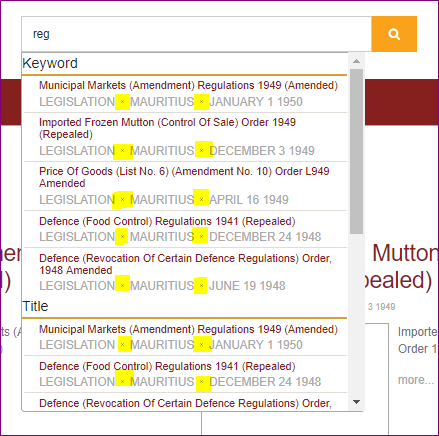 reg
Keyword
Municipal Markets (Amendment) Regulations 1949 (Amended)
LEGISLATION × MAURITIUS × JANUARY 1 1950
Imported Frozen Mutton (Control Of Sale) Order 1949
(Repealed)
LEGISLATION × MAURITIUS × DECEMBER 3 1949
Price Of Goods (List No. 6) (Amendment No. 10) Order L949
Amended
LEGISLATION × MAURITIUS × APRIL 16 1949
Defence (Food Control) Regulations 1941 (Repealed)
LEGISLATION × MAURITIUS × DECEMBER 24 1948
Defence (Revocation Of Certain Defence Regulations) Order,
1948 Amended
LEGISLATION × MAURITIUS × JUNE 19 1948
Title
Municipal Markets (Amendment) Regulations 1949 (Amended)
LEGISLATION × MAURITIUS × JANUARY 1 1950
Defence (Food Control) Regulations 1941 (Repealed)
LEGISLATION × MAURITIUS × DECEMBER 24 1948
Defence (Revocation Of Certain Defence Regulations) Order,
Mutton
pealed)
3 1949
Importe
Order 1
more...